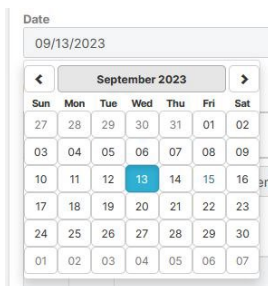 Date
09/13/2023
September 2023
Sun Mon Tue Wed Thu Fri Sat
27 28 29 30 31 01 02
03 04 05 06 07 08 09
10 11 12 13 14 15 16
17 18 19 20 21 22 23
24 25 26 27 28 29 30
01 02 03 04 05 06 07